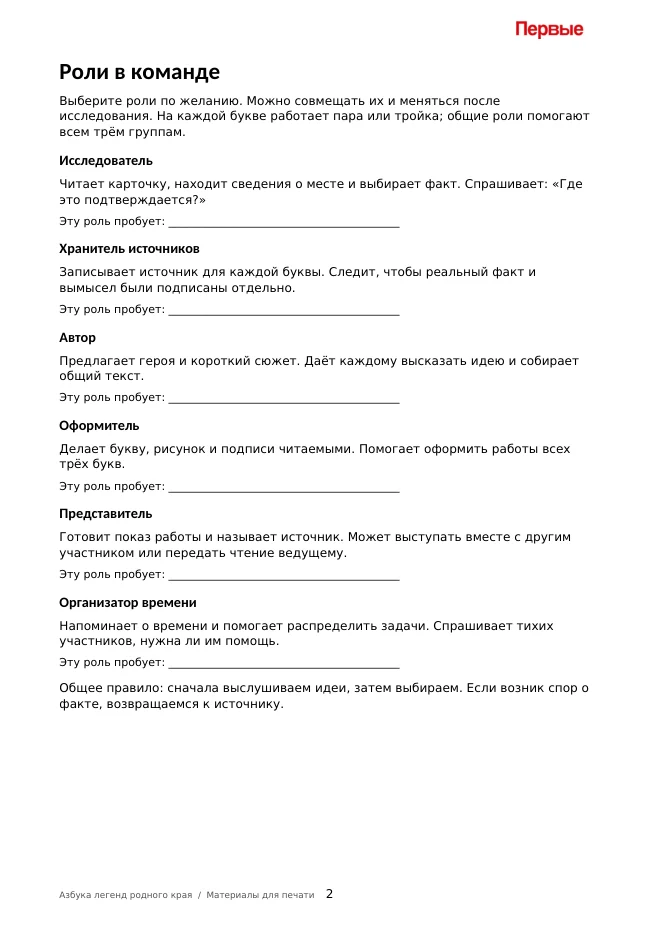 Первые
Роли в команде
Выберите роли по желанию. Можно совмещать их и меняться после
исследования. На каждой букве работает пара или тройка; общие роли помогают
всем трём группам.
Исследователь
Читает карточку, находит сведения о месте и выбирает факт. Спрашивает: «Где
это подтверждается?»
Эту роль пробует: ________________________________________
Хранитель источников
Записывает источник для каждой буквы. Следит, чтобы реальный факт и
вымысел были подписаны отдельно.
Эту роль пробует: ________________________________________
Автор
Предлагает героя и короткий сюжет. Даёт каждому высказать идею и собирает
общий текст.
Эту роль пробует: ________________________________________
Оформитель
Делает букву, рисунок и подписи читаемыми. Помогает оформить работы всех
трёх букв.
Эту роль пробует: ________________________________________
Представитель
Готовит показ работы и называет источник. Может выступать вместе с другим
участником или передать чтение ведущему.
Эту роль пробует: ________________________________________
Организатор времени
Напоминает о времени и помогает распределить задачи. Спрашивает тихих
участников, нужна ли им помощь.
Эту роль пробует: ________________________________________
Общее правило: сначала выслушиваем идеи, затем выбираем. Если возник спор о
факте, возвращаемся к источнику.
Азбука легенд родного края / Материалы для печати 2